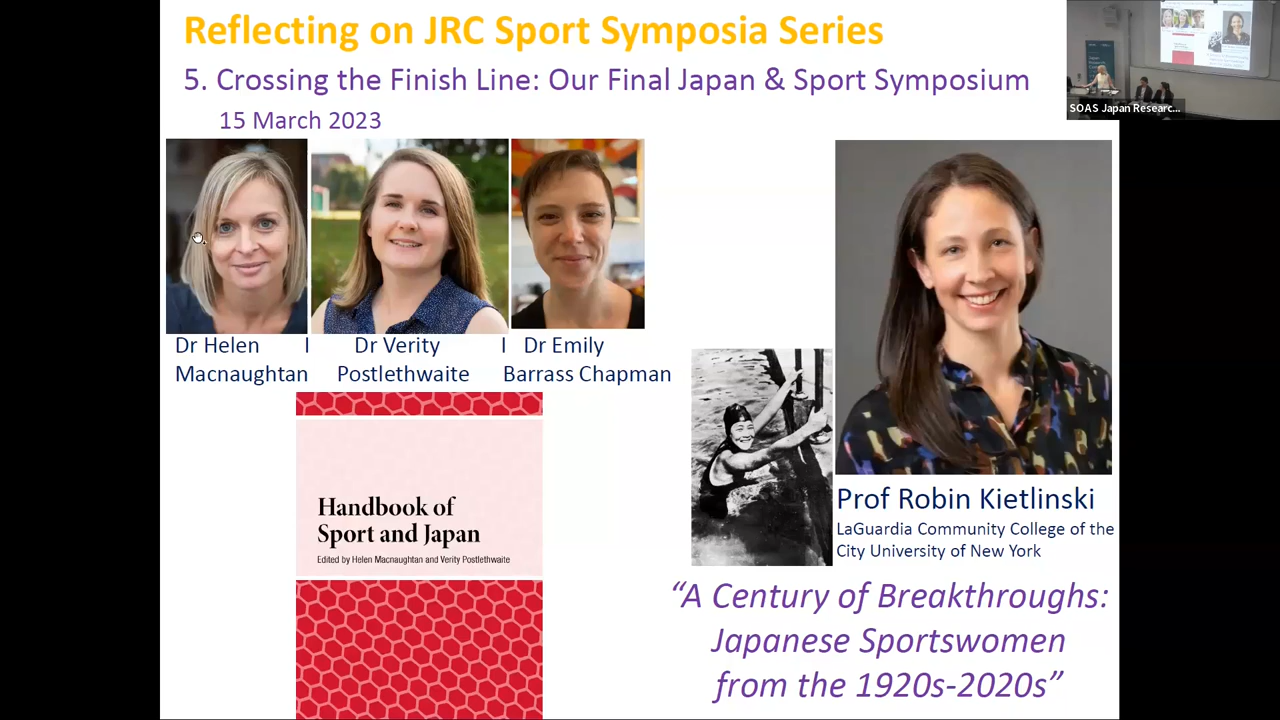 Reflecting on JRC Sport Symposia Series
5. Crossing the Finish Line: Our Final Japan & Sport Symposium
15 March 2023
SOAS Japan Researc...
Dr Helen I Dr Verity I Dr Emily
Macnaughtan Postlethwaite Barrass Chapman
Handbook of
Sport and Japan
Edited by Helen Macnaughtan and Verity Postlethwaite
Prof Robin Kietlinski
LaGuardia Community College of the
City University of New York
“A Century of Breakthroughs:
Japanese Sportswomen
from the 1920s-2020s”